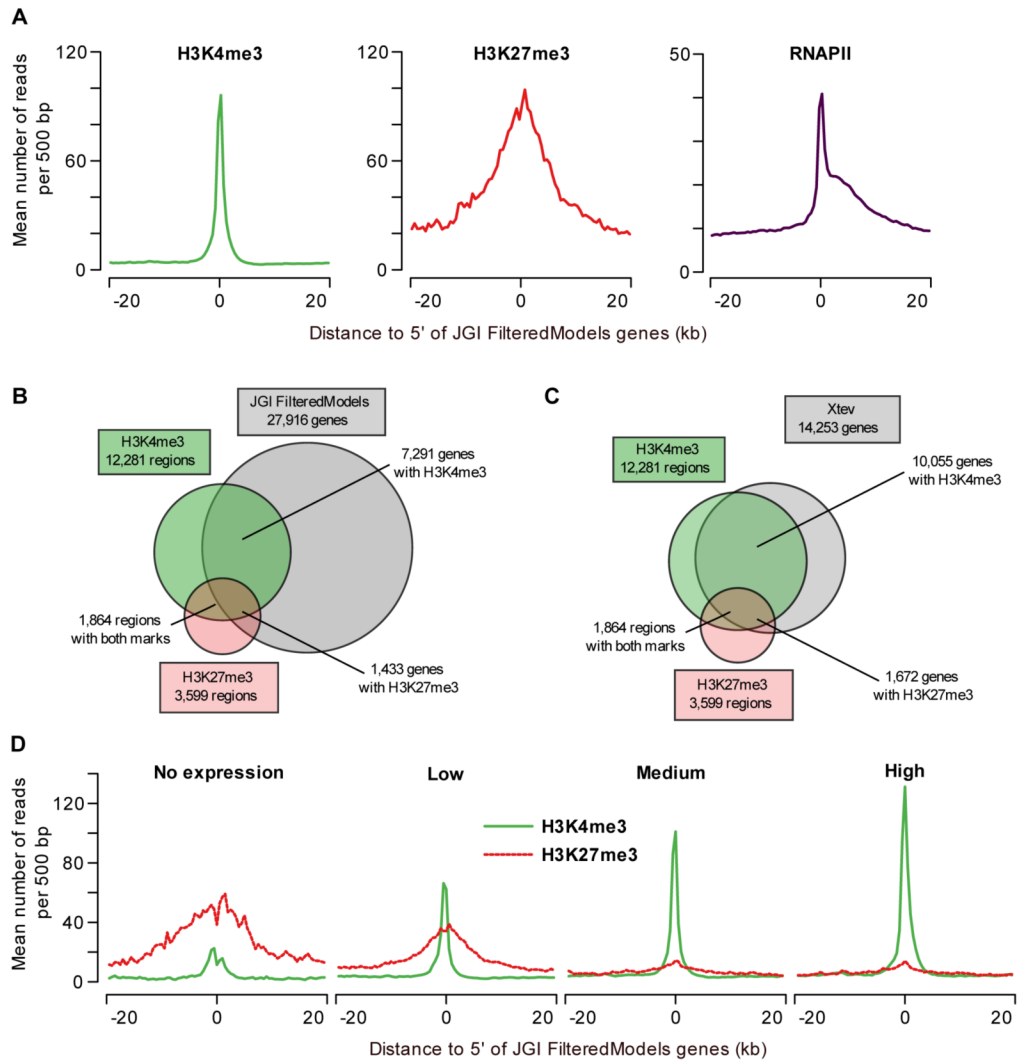 A
H3K4me3
H3K27me3
RNAPII
Mean number of reads
per 500 bp
120
60
0
120
60
0
50
0
-20 0 20
-20 0 20
-20 0 20
Distance to 5' of JGI FilteredModels genes (kb)
B
JGI FilteredModels
27,916 genes
H3K4me3
12,281 regions
7,291 genes
with H3K4me3
1,864 regions
with both marks
1,433 genes
with H3K27me3
H3K27me3
3,599 regions
C
Xtev
14,253 genes
H3K4me3
12,281 regions
10,055 genes
with H3K4me3
1,864 regions
with both marks
1,672 genes
with H3K27me3
H3K27me3
3,599 regions
D
No expression
Low
Medium
High
Mean number of reads
per 500 bp
120
80
40
0
H3K4me3
H3K27me3
-20 0 20
-20 0 20
-20 0 20
-20 0 20
Distance to 5' of JGI FilteredModels genes (kb)